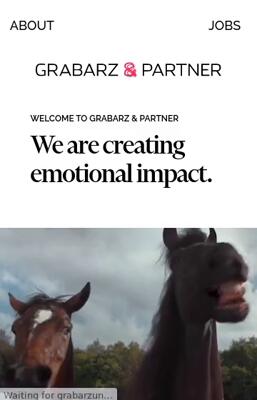 ABOUT JOBS
GRABARZ & PARTNER
WELCOME TO GRABARZ & PARTNER
We are creating
emotional impact.
Waiting for grabarzun...